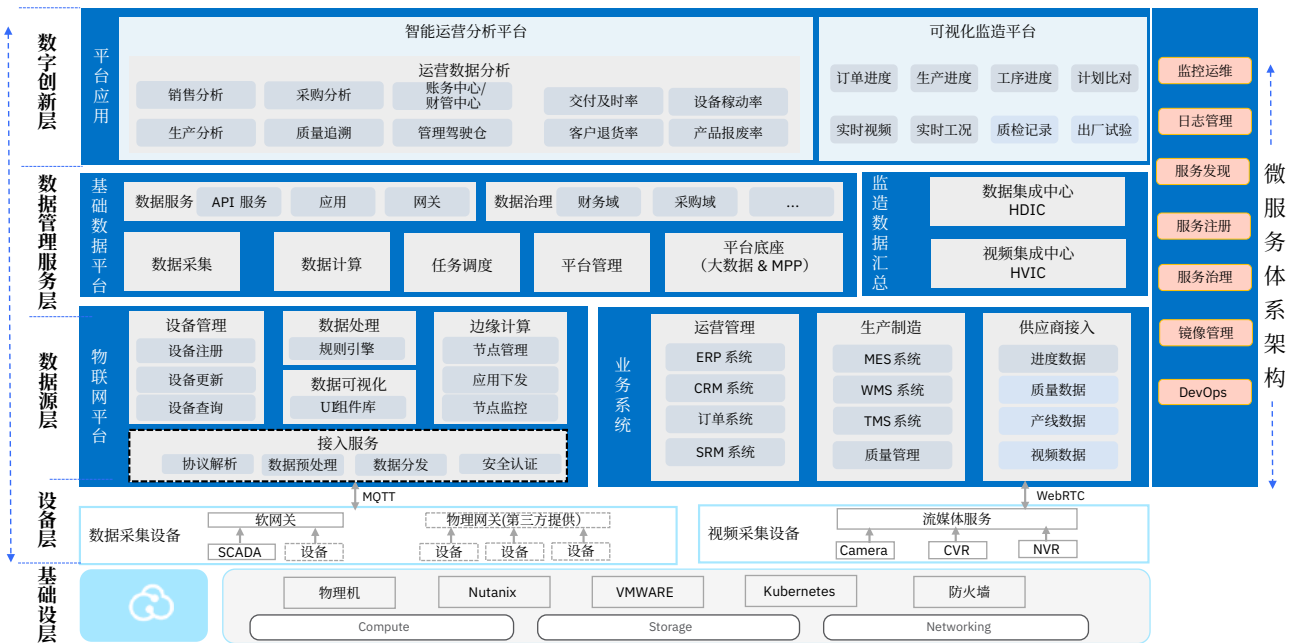 数字创新层
平台应用
智能运营分析平台
运营数据分析
销售分析
采购分析
账务中心/
财管中心
交付及时率
设备稼动率
生产分析
质量追溯
管理驾驶仓
客户退货率
产品报废率
可视化监造平台
订单进度
生产进度
工序进度
计划比对
实时视频
实时工况
质检记录
出厂试验
数据管理服务层
基础数据平台
数据服务
API 服务
应用
网关
数据治理
财务域
采购域
...
数据采集
数据计算
任务调度
平台管理
平台底座
（大数据 & MPP）
监造数据汇总
数据集成中心
HDIC
视频集成中心
HVIC
数据源层
物联网平台
设备管理
设备注册
设备更新
设备查询
数据处理
规则引擎
数据可视化
UI组件库
边缘计算
节点管理
应用下发
节点监控
接入服务
协议解析
数据预处理
数据分发
安全认证
业务系统
运营管理
ERP 系统
CRM 系统
订单系统
SRM 系统
生产制造
MES 系统
WMS 系统
TMS 系统
质量管理
供应商接入
进度数据
质量数据
产线数据
视频数据
MQTT
WebRTC
设备层
数据采集设备
软网关
SCADA
设备
物理网关(第三方提供）
设备
设备
设备
视频采集设备
流媒体服务
Camera
CVR
NVR
基础设层
物理机
Nutanix
VMWARE
Kubernetes
防火墙
Compute
Storage
Networking
监控运维
日志管理
服务发现
服务注册
服务治理
镜像管理
DevOps
微服务体系架构